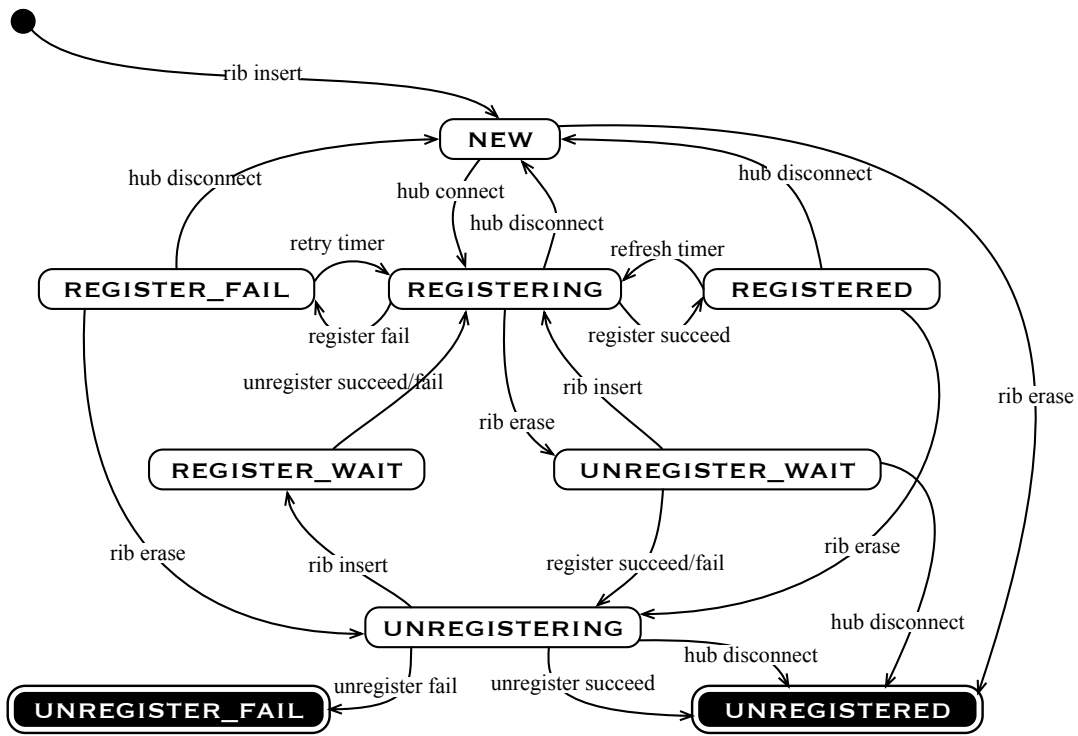 rib insert
NEW
hub disconnect
hub connect
hub disconnect
hub disconnect
retry timer
refresh timer
REGISTER_FAIL
REGISTERING
REGISTERED
register fail
register succeed
unregister succeed/fail
rib insert
rib erase
rib erase
REGISTER_WAIT
UNREGISTER_WAIT
rib erase
rib insert
register succeed/fail
rib erase
UNREGISTERING
hub disconnect
hub disconnect
unregister fail
unregister succeed
UNREGISTER_FAIL
UNREGISTERED